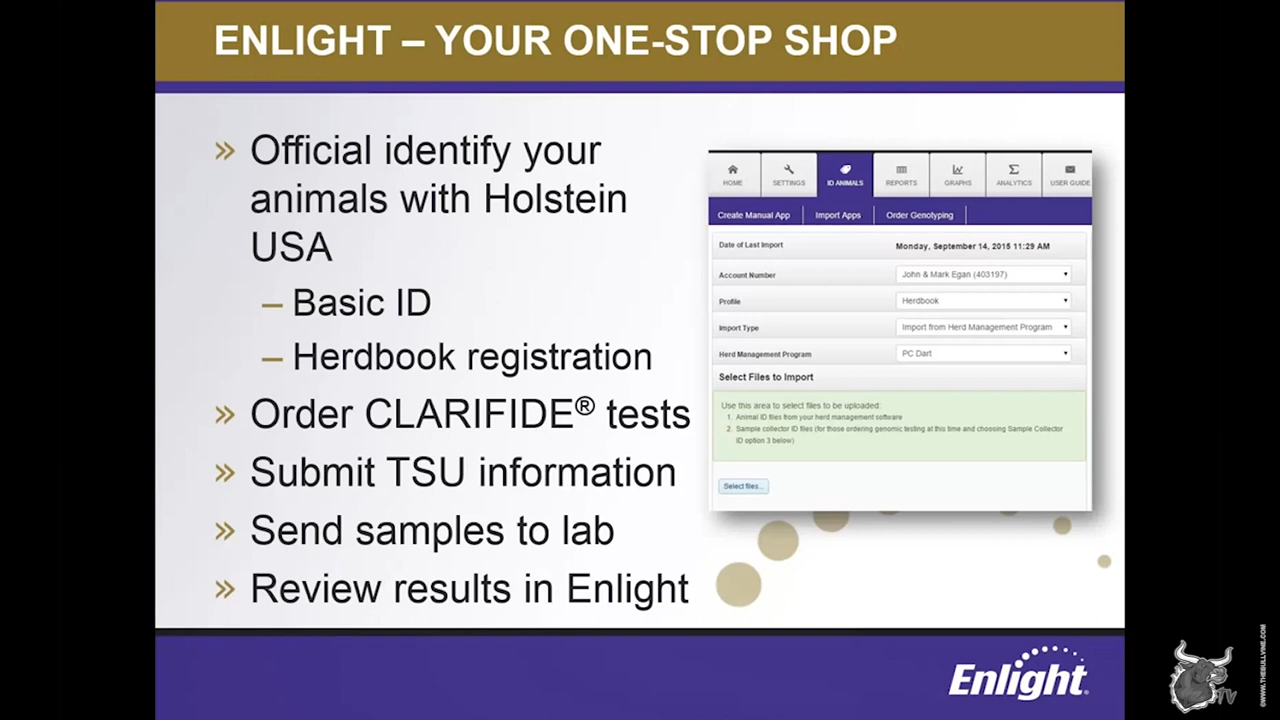 ENLIGHT – YOUR ONE-STOP SHOP
» Official identify your
animals with Holstein
USA
– Basic ID
– Herdbook registration
» Order CLARIFIDE® tests
» Submit TSU information
» Send samples to lab
» Review results in Enlight
HOME SETTINGS ID ANIMALS REPORTS GRAPHS ANALYTICS USER GUIDE
Create Manual App Import Apps Order Genotyping
Date of Last Import Monday, September 14, 2015 11:29 AM
Account Number John & Mark Egan (403197)
Profile Herdbook
Import Type Import from Herd Management Program
Herd Management Program PC Dart
Select Files to Import
Use this area to select files to be uploaded:
1. Animal ID files from your herd management software
2. Sample collector ID files (for those ordering genomic testing at this time and choosing Sample Collector
ID option 3 below)
Select files...
Enlight®
TV
©WWW.THEBULLVINE.COM